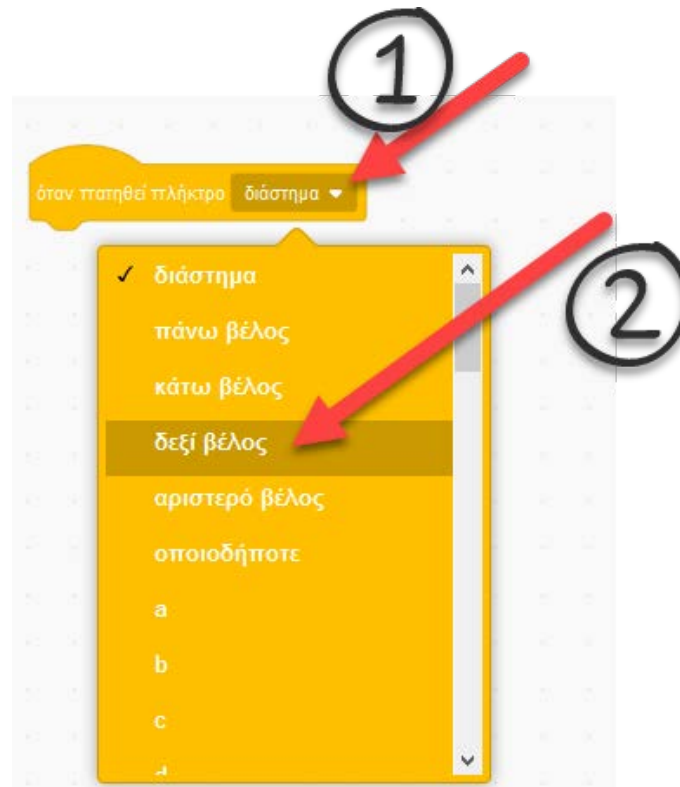 1
όταν πατηθεί πλήκτρο διάστημα
✓ διάστημα
πάνω βέλος
κάτω βέλος
δεξί βέλος
2
αριστερό βέλος
οποιοδήποτε
a
b
c
d